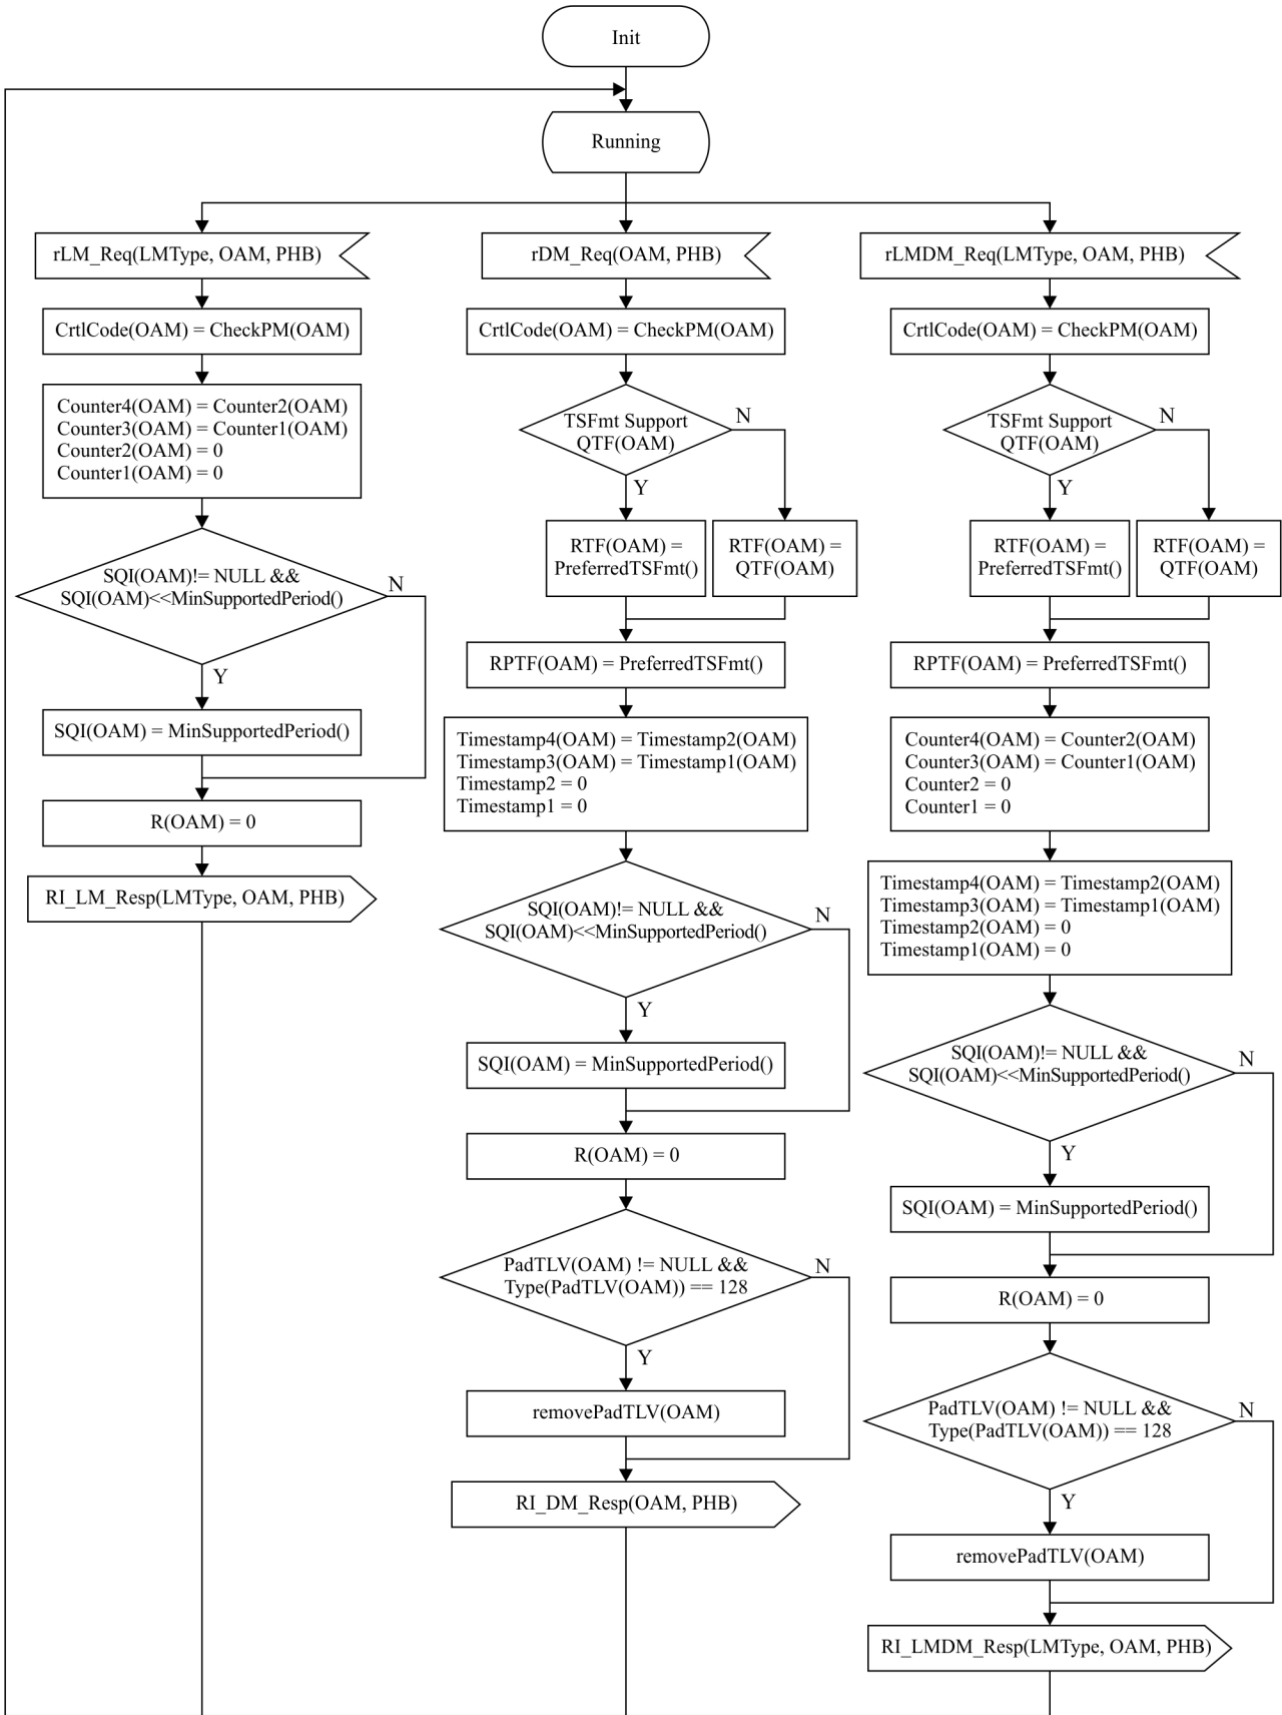 Init
Running
rLM_Req(LMType, OAM, PHB)
CrtlCode(OAM) = CheckPM(OAM)
Counter4(OAM) = Counter2(OAM)
Counter3(OAM) = Counter1(OAM)
Counter2(OAM) = 0
Counter1(OAM) = 0
SQI(OAM)!= NULL &&
SQI(OAM)<<MinSupportedPeriod()
N
Y
SQI(OAM) = MinSupportedPeriod()
R(OAM) = 0
RI_LM_Resp(LMType, OAM, PHB)
rDM_Req(OAM, PHB)
CrtlCode(OAM) = CheckPM(OAM)
TSFmt Support
QTF(OAM)
N
Y
RTF(OAM) =
PreferredTSFmt()
RTF(OAM) =
QTF(OAM)
RPTF(OAM) = PreferredTSFmt()
Timestamp4(OAM) = Timestamp2(OAM)
Timestamp3(OAM) = Timestamp1(OAM)
Timestamp2 = 0
Timestamp1 = 0
SQI(OAM)!= NULL &&
SQI(OAM)<<MinSupportedPeriod()
N
Y
SQI(OAM) = MinSupportedPeriod()
R(OAM) = 0
PadTLV(OAM) != NULL &&
Type(PadTLV(OAM)) == 128
N
Y
removePadTLV(OAM)
RI_DM_Resp(OAM, PHB)
rLMDM_Req(LMType, OAM, PHB)
CrtlCode(OAM) = CheckPM(OAM)
TSFmt Support
QTF(OAM)
N
Y
RTF(OAM) =
PreferredTSFmt()
RTF(OAM) =
QTF(OAM)
RPTF(OAM) = PreferredTSFmt()
Counter4(OAM) = Counter2(OAM)
Counter3(OAM) = Counter1(OAM)
Counter2 = 0
Counter1 = 0
Timestamp4(OAM) = Timestamp2(OAM)
Timestamp3(OAM) = Timestamp1(OAM)
Timestamp2(OAM) = 0
Timestamp1(OAM) = 0
SQI(OAM)!= NULL &&
SQI(OAM)<<MinSupportedPeriod()
N
Y
SQI(OAM) = MinSupportedPeriod()
R(OAM) = 0
PadTLV(OAM) != NULL &&
Type(PadTLV(OAM)) == 128
N
Y
removePadTLV(OAM)
RI_LMDM_Resp(LMType, OAM, PHB)